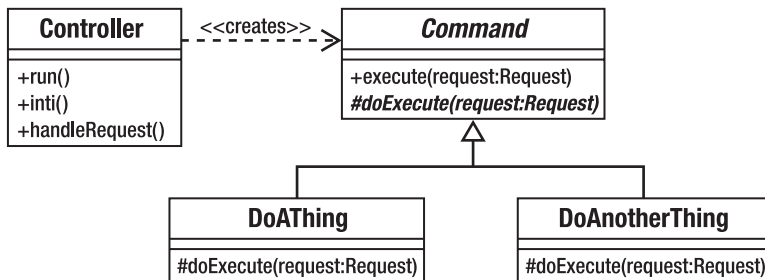 Controller
<<creates>>
Command
+run()
+inti()
+handleRequest()
+execute(request:Request)
#doExecute(request:Request)
DoAThing
#doExecute(request:Request)
DoAnotherThing
#doExecute(request:Request)